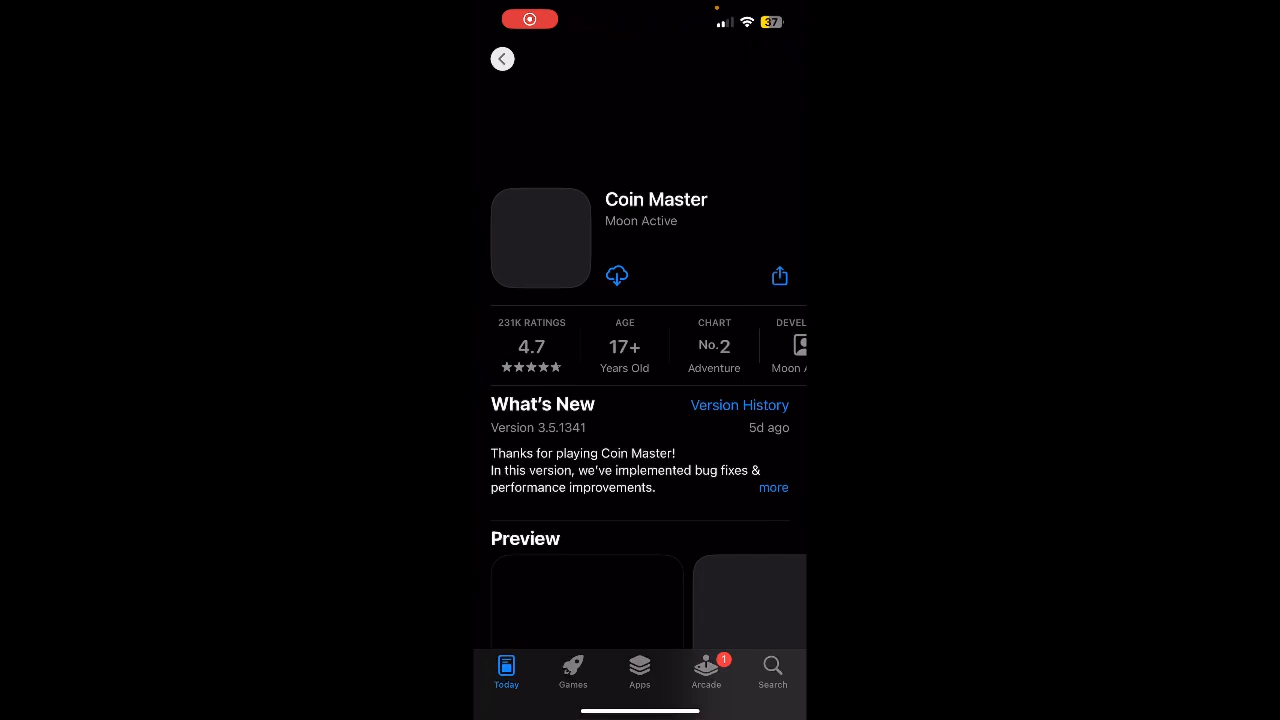 37
Coin Master
Moon Active
231K RATINGS
4.7
AGE
17+
Years Old
CHART
No.2
Adventure
DEVEL
Moon A
What's New
Version History
Version 3.5.1341
5d ago
Thanks for playing Coin Master!
In this version, we've implemented bug fixes &
performance improvements.
more
Preview
1
Today
Games
Apps
Arcade
Search